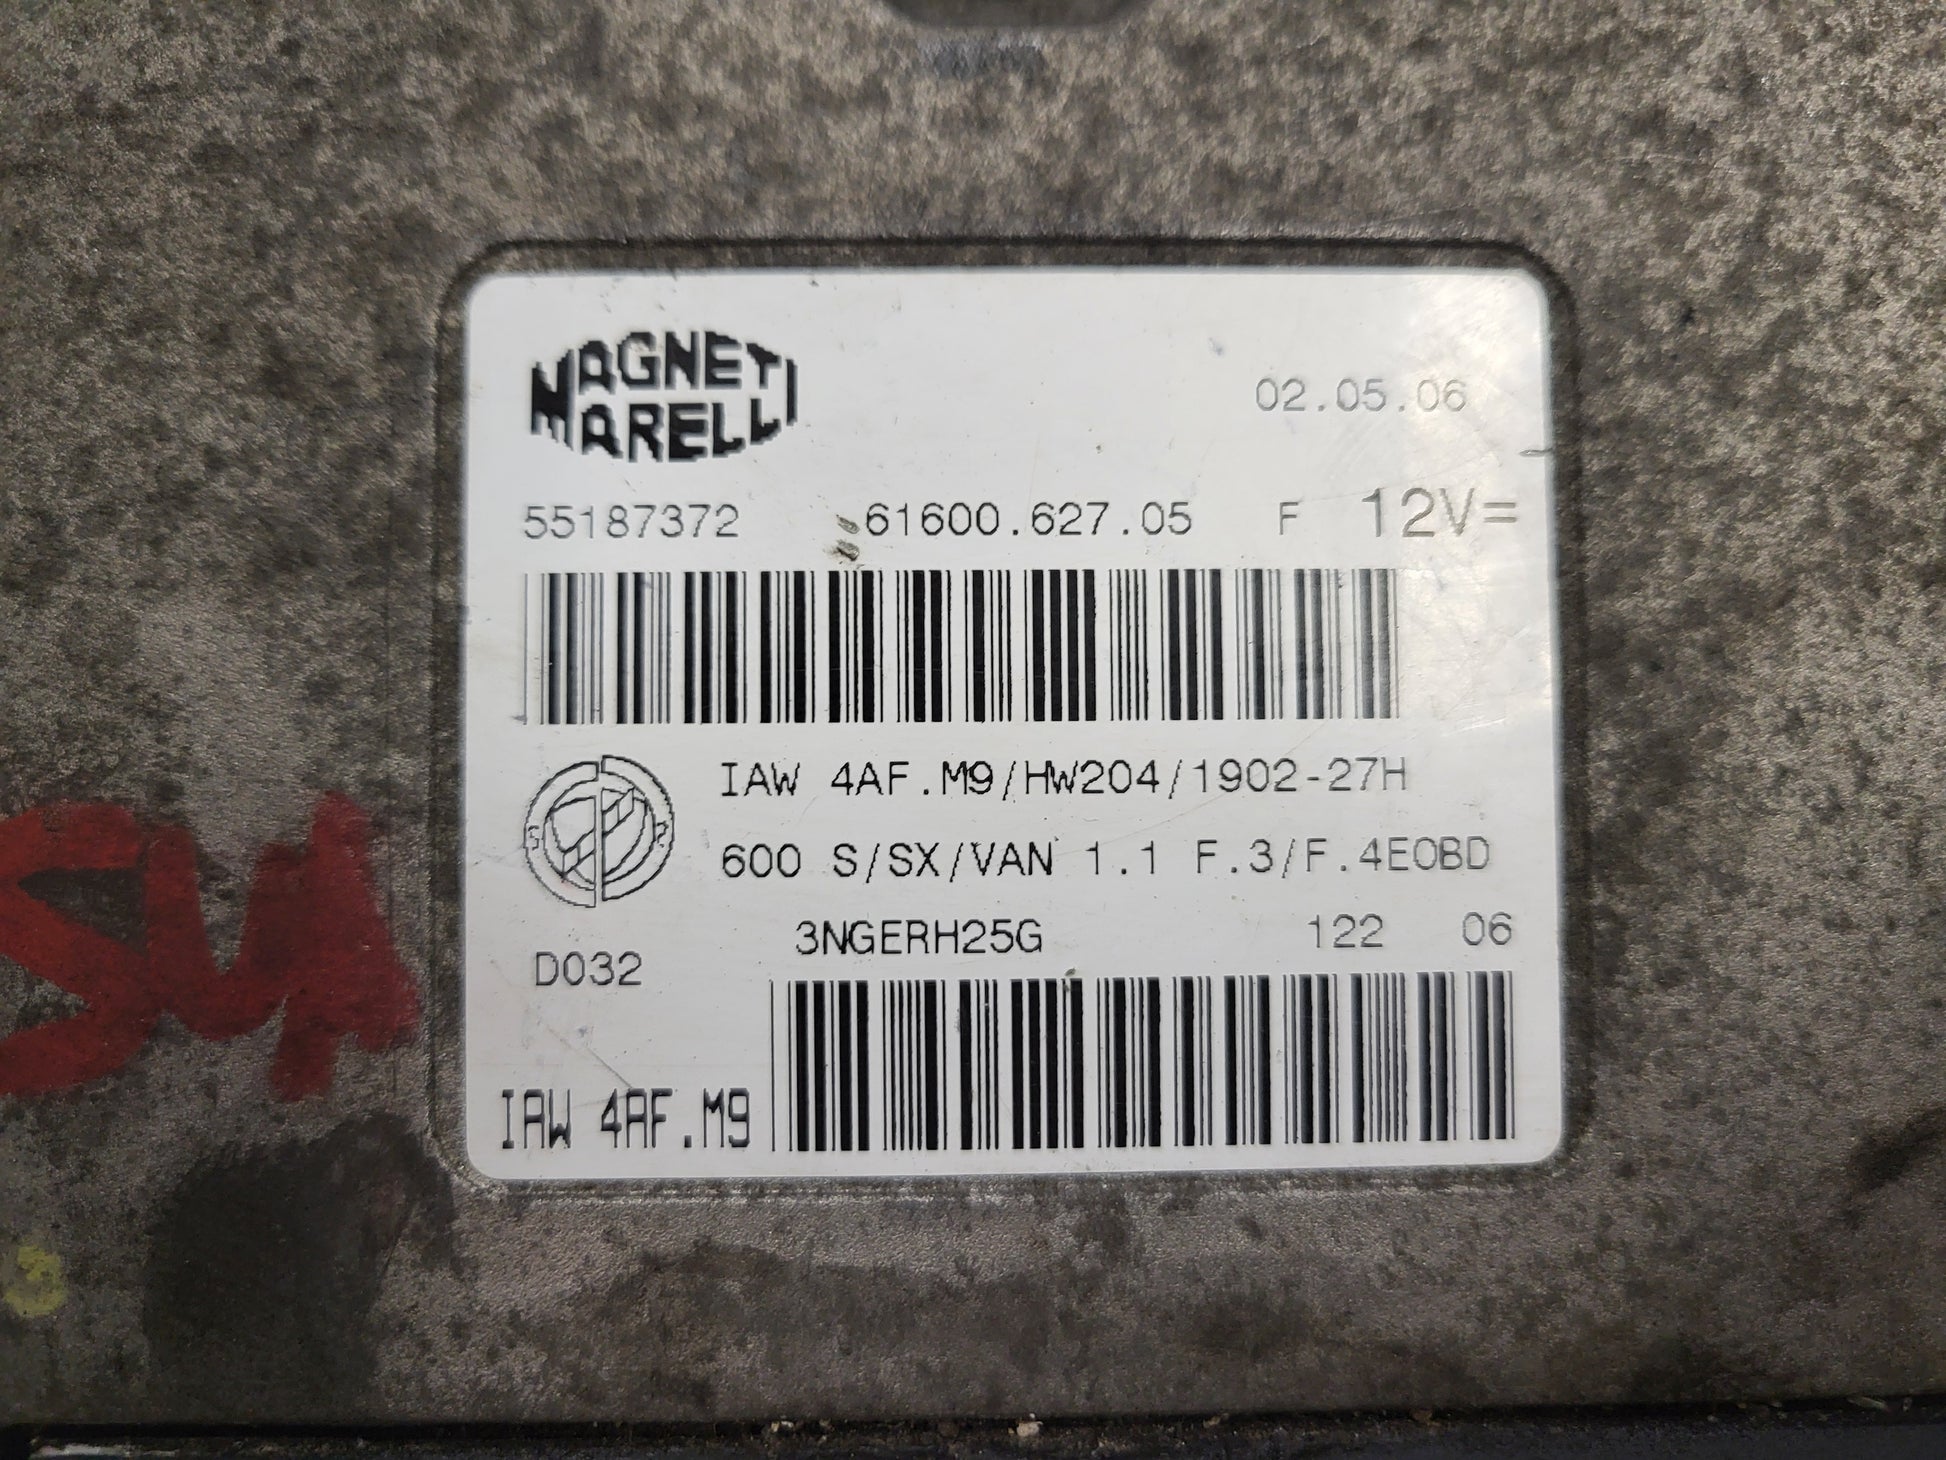 MAGNETI
MARELLI
02.05.06
55187372 61600.627.05 F 12V=
IAW 4AF.M9/HW204/1902-27H
600 S/SX/VAN 1.1 F.3/F.4EOBD
3NGERH25G 122 06
D032
IAW 4AF.M9